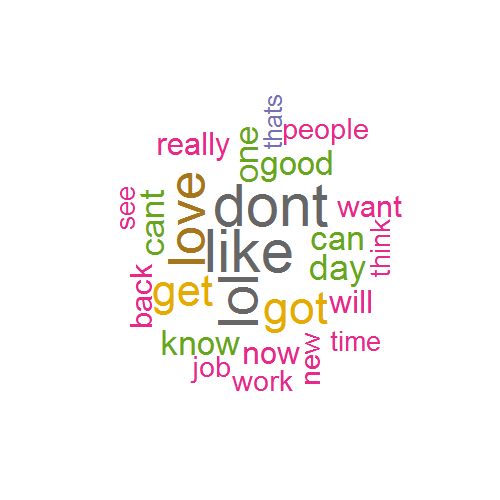 thats
people
really
one
good
see
cant
love
dont
want
like
can
think
day
back
get
lol
got
will
know
now
new
time
job
work